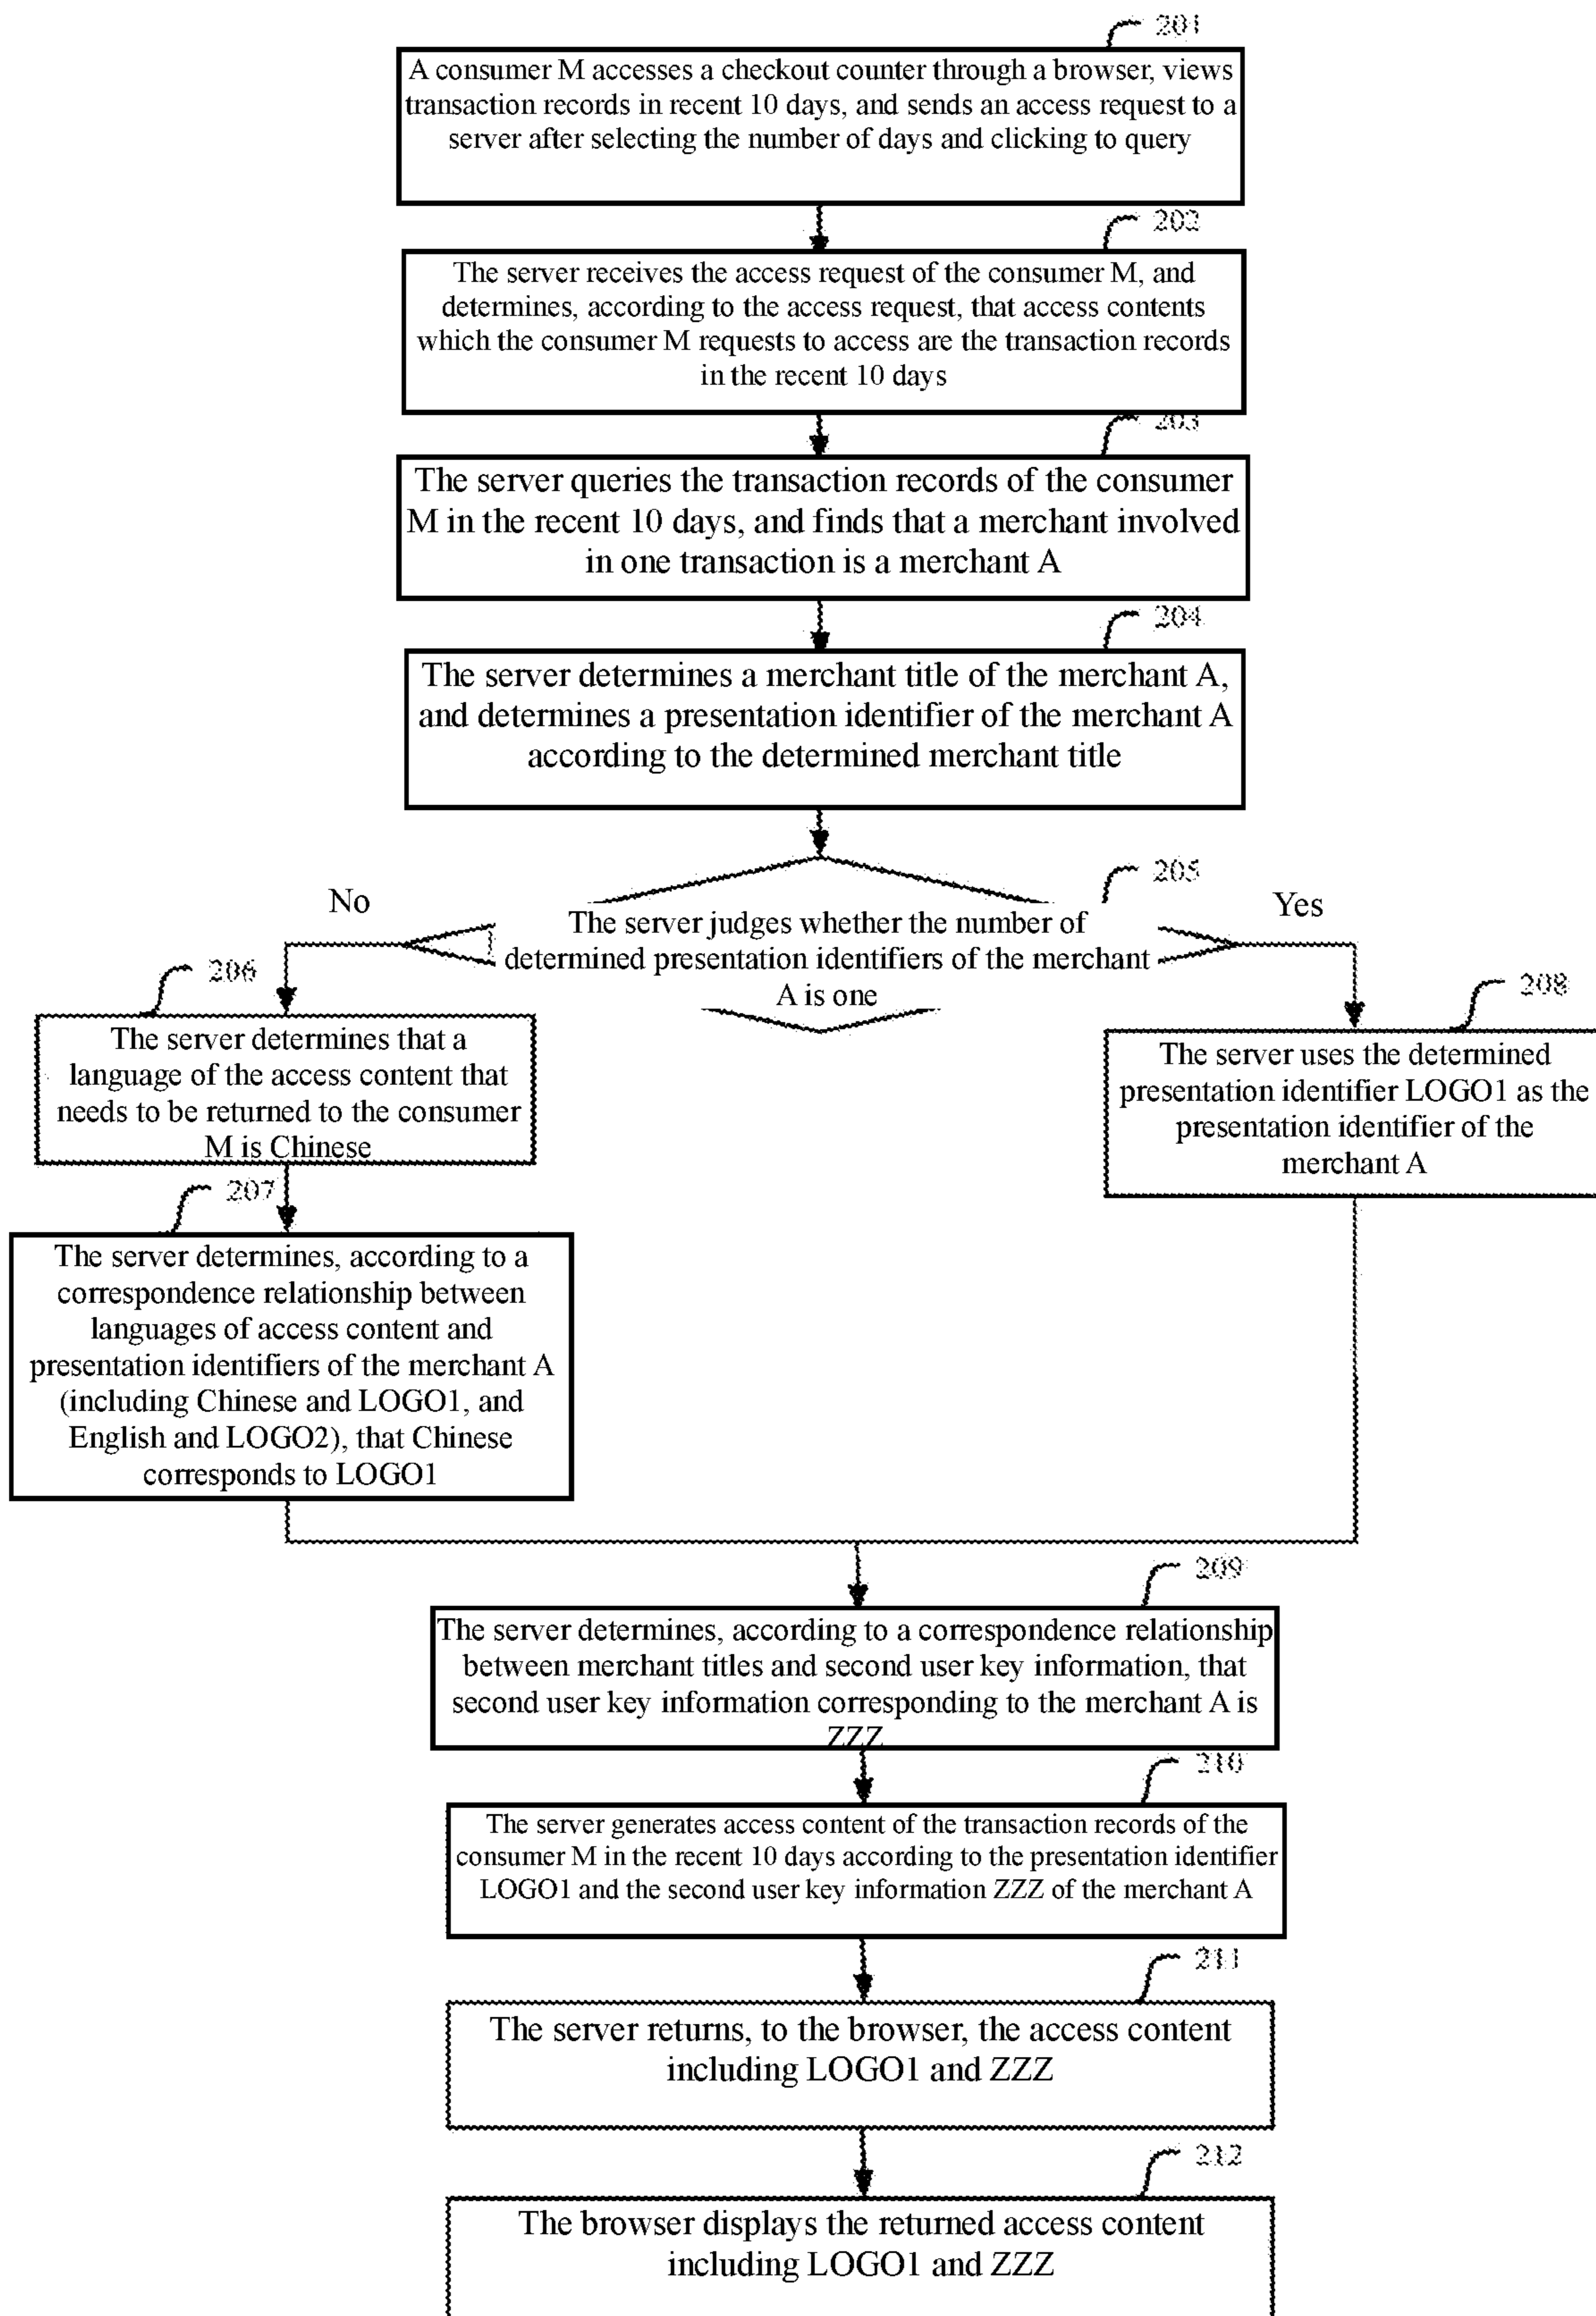 201
A consumer M accesses a checkout counter through a browser, views
transaction records in recent 10 days, and sends an access request to a
server after selecting the number of days and clicking to query
202
The server receives the access request of the consumer M, and
determines, according to the access request, that access contents
which the consumer M requests to access are the transaction records
in the recent 10 days
203
The server queries the transaction records of the consumer
M in the recent 10 days, and finds that a merchant involved
in one transaction is a merchant A
204
The server determines a merchant title of the merchant A,
and determines a presentation identifier of the merchant A
according to the determined merchant title
205
No
Yes
The server judges whether the number of
determined presentation identifiers of the merchant
A is one
206
The server determines that a
language of the access content that
needs to be returned to the consumer
M is Chinese
208
The server uses the determined
presentation identifier LOGO1 as the
presentation identifier of the
merchant A
207
The server determines, according to a
correspondence relationship between
languages of access content and
presentation identifiers of the merchant A
(including Chinese and LOGO1, and
English and LOGO2), that Chinese
corresponds to LOGO1
209
The server determines, according to a correspondence relationship
between merchant titles and second user key information, that
second user key information corresponding to the merchant A is
ZZZ
210
The server generates access content of the transaction records of the
consumer M in the recent 10 days according to the presentation identifier
LOGO1 and the second user key information ZZZ of the merchant A
211
The server returns, to the browser, the access content
including LOGO1 and ZZZ
212
The browser displays the returned access content
including LOGO1 and ZZZ